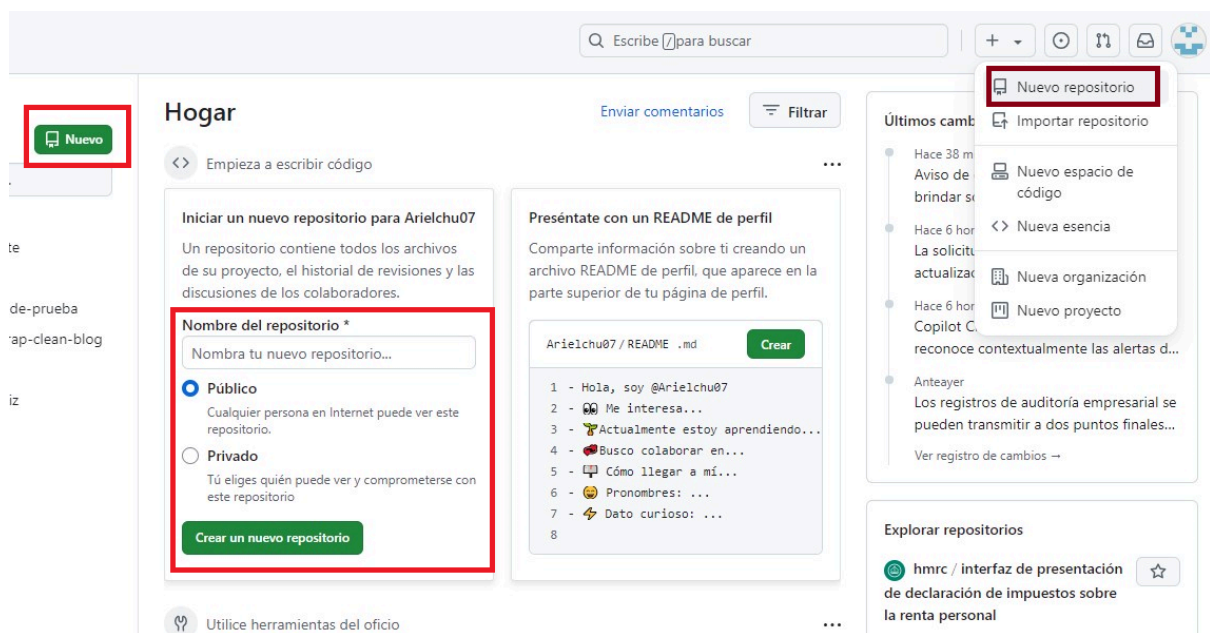 Escribe / para buscar
Nuevo
.
te
de-prueba
rap-clean-blog
iz
Hogar
Enviar comentarios
Filtrar
Empieza a escribir código
Iniciar un nuevo repositorio para Arielchu07
Un repositorio contiene todos los archivos
de su proyecto, el historial de revisiones y las
discusiones de los colaboradores.
Nombre del repositorio *
Nombra tu nuevo repositorio...
Público
Cualquier persona en Internet puede ver este
repositorio.
Privado
Tú eliges quién puede ver y comprometerse con
este repositorio
Crear un nuevo repositorio
Preséntate con un README de perfil
Comparte información sobre ti creando un
archivo README de perfil, que aparece en la
parte superior de tu página de perfil.
Arielchu07 / README .md
Crear
1 - Hola, soy @Arielchu07
2 - 👀 Me interesa...
3 - 🌱Actualmente estoy aprendiendo...
4 - 💞Busco colaborar en...
5 - 📫 Cómo llegar a mí...
6 - 😄 Pronombres: ...
7 - ⚡ Dato curioso: ...
8
Utilice herramientas del oficio
Nuevo repositorio
Importar repositorio
Nuevo espacio de
código
Nueva esencia
Nueva organización
Nuevo proyecto
Últimos camb
Hace 38 m
Aviso de
brindar s
Hace 6 hor
La solicitu
actualizac
Hace 6 hor
Copilot C
reconoce contextualmente las alertas d...
Anteayer
Los registros de auditoría empresarial se
pueden transmitir a dos puntos finales...
Ver registro de cambios →
Explorar repositorios
hmrc / interfaz de presentación
de declaración de impuestos sobre
la renta personal